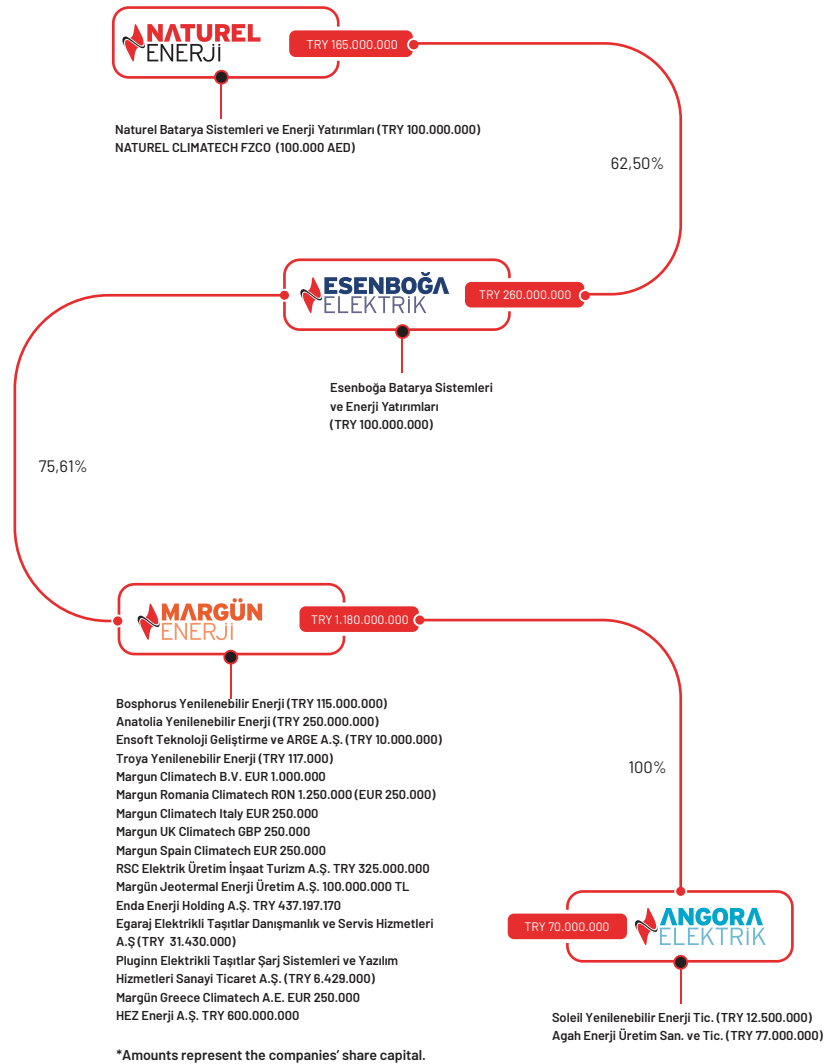 NATUREL
ENERJİ
TRY 165.000.000
Naturel Batarya Sistemleri ve Enerji Yatırımları (TRY 100.000.000)
NATUREL CLIMATECH FZCO (100.000 AED)
62,50%
ESENBOĞA
ELEKTRİK
TRY 260.000.000
Esenboğa Batarya Sistemleri
ve Enerji Yatırımları
(TRY 100.000.000)
75,61%
MARGÜN
ENERJİ
TRY 1.180.000.000
Bosphorus Yenilenebilir Enerji (TRY 115.000.000)
Anatolia Yenilenebilir Enerji (TRY 250.000.000)
Ensoft Teknoloji Geliştirme ve ARGE A.Ş. (TRY 10.000.000)
Troya Yenilenebilir Enerji (TRY 117.000)
Margun Climatech B.V. EUR 1.000.000
Margun Romania Climatech RON 1.250.000 (EUR 250.000)
Margun Climatech Italy EUR 250.000
Margun UK Climatech GBP 250.000
Margun Spain Climatech EUR 250.000
RSC Elektrik Üretim İnşaat Turizm A.Ş. TRY 325.000.000
Margün Jeotermal Enerji Üretim A.Ş. 100.000.000 TL
Enda Enerji Holding A.Ş. TRY 437.197.170
Egaraj Elektrikli Taşıtlar Danışmanlık ve Servis Hizmetleri
A.Ş (TRY 31.430.000)
Pluginn Elektrikli Taşıtlar Şarj Sistemleri ve Yazılım
Hizmetleri Sanayi Ticaret A.Ş. (TRY 6.429.000)
Margün Greece Climatech A.E. EUR 250.000
HEZ Enerji A.Ş. TRY 600.000.000
*Amounts represent the companies' share capital.
100%
TRY 70.000.000
ANGORA
ELEKTRİK
Soleil Yenilenebilir Enerji Tic. (TRY 12.500.000)
Agah Enerji Üretim San. ve Tic. (TRY 77.000.000)